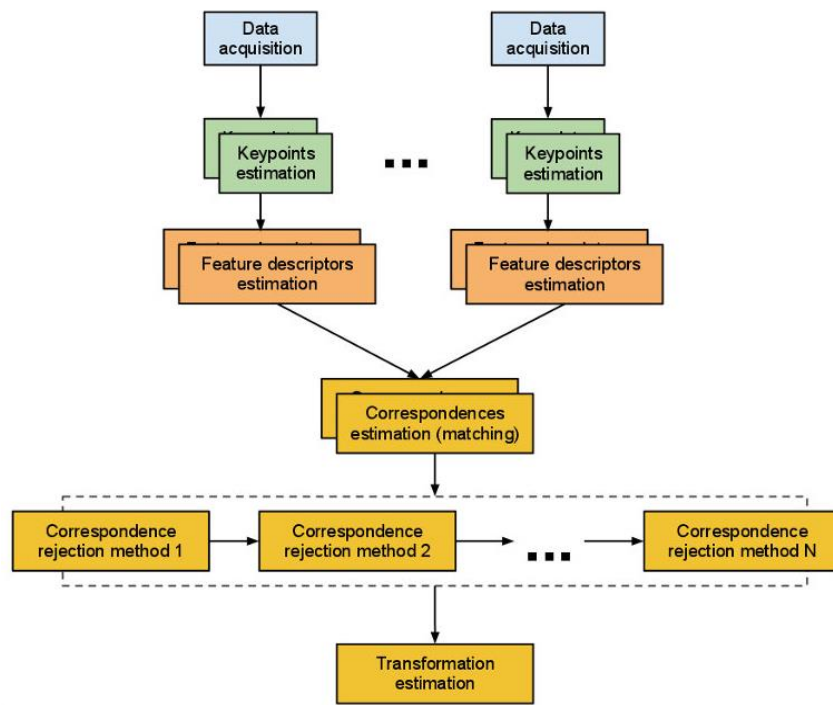 Data
acquisition
Data
acquisition
Keypoints
estimation
Keypoints
estimation
Feature descriptors
estimation
Feature descriptors
estimation
Correspondences
estimation (matching)
Correspondence
rejection method 1
Correspondence
rejection method 2
Correspondence
rejection method N
Transformation
estimation